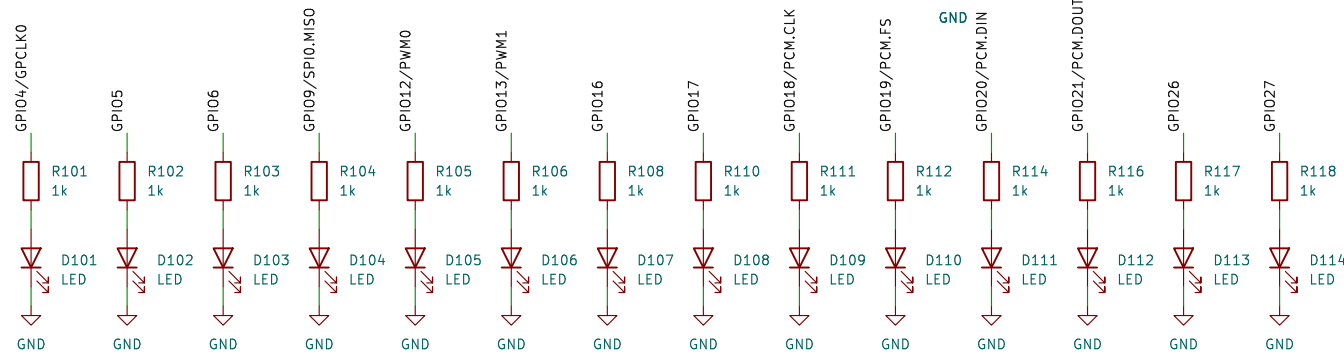 GPIO4/GPCLK0
GPIO5
GPIO6
GPIO9/SPI0.MISO
GPIO12/PWM0
GPIO13/PWM1
GPIO16
GPIO17
GPIO18/PCM.CLK
GPIO19/PCM.FS
GND
GPIO20/PCM.DIN
GPIO21/PCM.DOUT
GPIO26
GPIO27
R101
1k
R102
1k
R103
1k
R104
1k
R105
1k
R106
1k
R108
1k
R110
1k
R111
1k
R112
1k
R114
1k
R116
1k
R117
1k
R118
1k
D101
LED
D102
LED
D103
LED
D104
LED
D105
LED
D106
LED
D107
LED
D108
LED
D109
LED
D110
LED
D111
LED
D112
LED
D113
LED
D114
LED
GND
GND
GND
GND
GND
GND
GND
GND
GND
GND
GND
GND
GND
GND